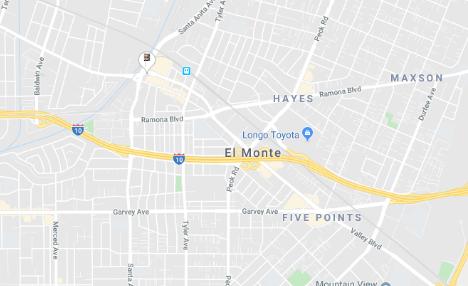 Santa Anita Ave
Tyler Ave
Peck Rd
Baldwin Ave
MAXSON
Ramona Blvd
HAYES
Durfee Ave
Ramona Blvd
10
Longo Toyota
10
El Monte
Peck Rd
Garvey Ave
Garvey Ave
FIVE POINTS
Merced Ave
Tyler Ave
Valley Blvd
Santa A
Mountain View